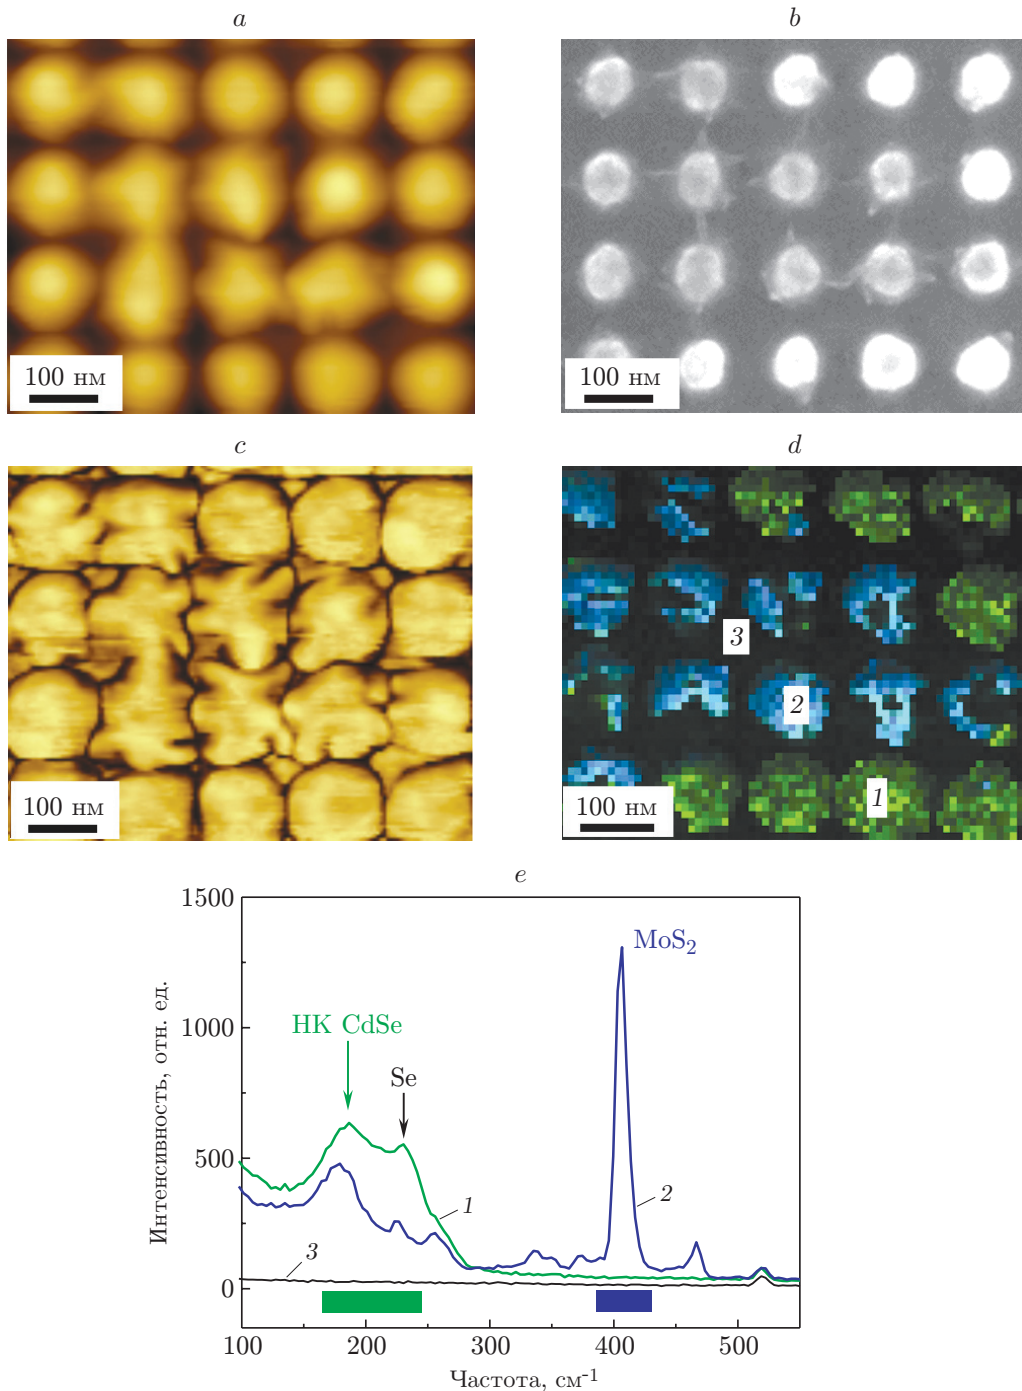 a
b
100 нм
100 нм
c
d
3
2
1
100 нм
100 нм
e
1500
1000
500
0
Интенсивность, отн. ед.
MoS₂
НК CdSe
Se
1
2
3
100
200
300
400
500
Частота, см⁻¹